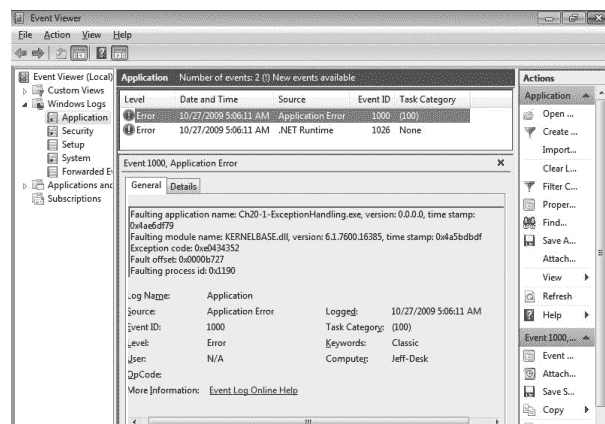 Event Viewer
File Action View Help
Event Viewer (Local)
Custom Views
Windows Logs
Application
Security
Setup
System
Forwarded Ev
Applications and
Subscriptions
Application Number of events: 2 (!) New events available
Level Date and Time Source Event ID Task Category
Error 10/27/2009 5:06:11 AM Application Error 1000 (100)
Error 10/27/2009 5:06:11 AM .NET Runtime 1026 None
Event 1000, Application Error
General Details
Faulting application name: Ch20-1-ExceptionHandling.exe, version: 0.0.0.0, time stamp:
0x4ae6df79
Faulting module name: KERNELBASE.dll, version: 6.1.7600.16385, time stamp: 0x4a5bdbdf
Exception code: 0xe0434352
Fault offset: 0x0000b727
Faulting process id: 0x1190
Log Name: Application
Source: Application Error Logged: 10/27/2009 5:06:11 AM
Event ID: 1000 Task Category: (100)
Level: Error Keywords: Classic
User: N/A Computer: Jeff-Desk
OpCode:
More Information: Event Log Online Help
Actions
Application
Open ...
Create ...
Import...
Clear L...
Filter C...
Proper...
Find...
Save A...
Attach...
View
Refresh
Help
Event 1000,...
Event ...
Attach...
Save S...
Copy